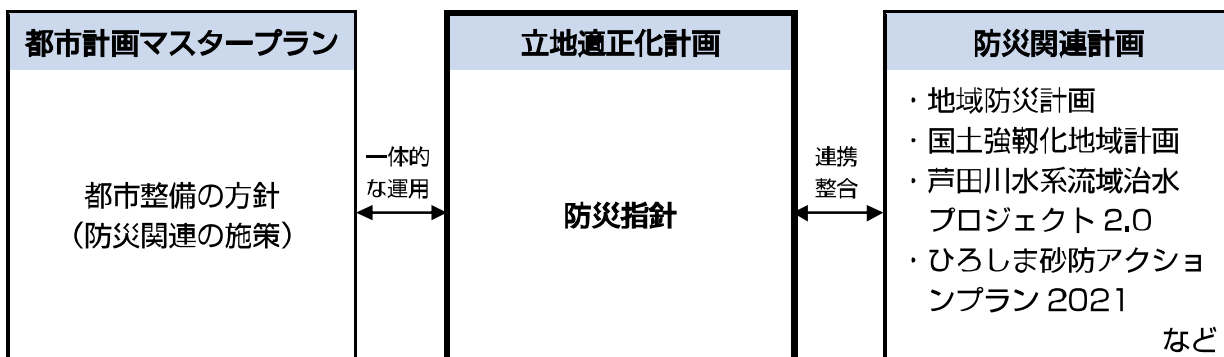 都市計画マスタープラン
都市整備の方針
（防災関連の施策）
一体的
な運用
立地適正化計画
防災指針
連携
整合
防災関連計画
・地域防災計画
・国土強靱化地域計画
・芦田川水系流域治水
プロジェクト 2.0
・ひろしま砂防アクショ
ンプラン 2021
など